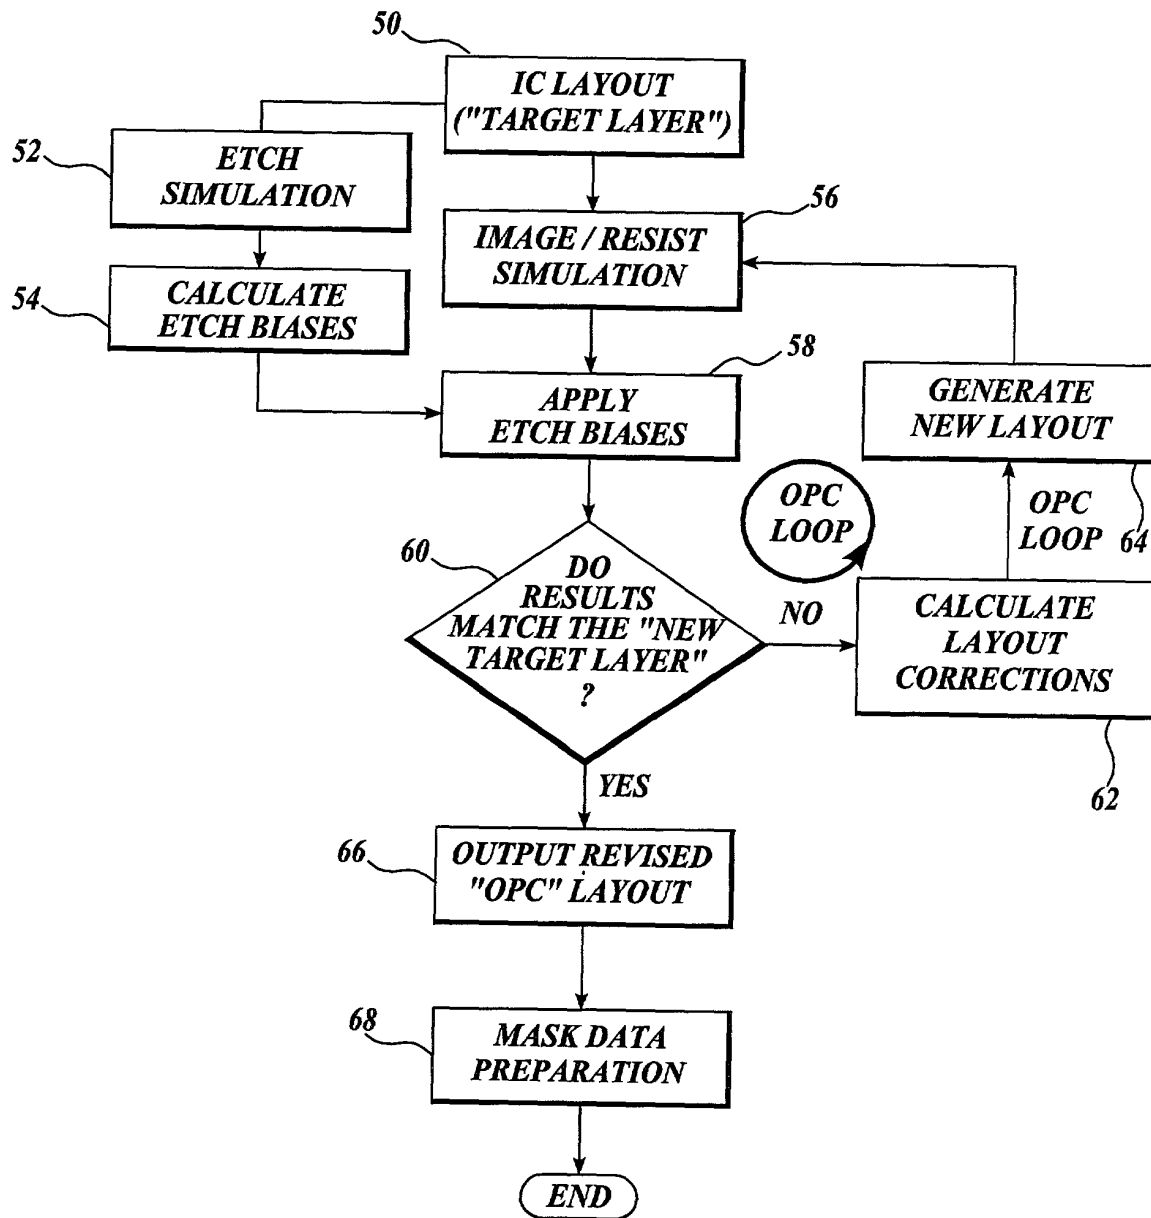 50
IC LAYOUT
("TARGET LAYER")
52
ETCH
SIMULATION
56
IMAGE / RESIST
SIMULATION
54
CALCULATE
ETCH BIASES
58
APPLY
ETCH BIASES
GENERATE
NEW LAYOUT
64
OPC
LOOP
OPC
LOOP
60
DO
RESULTS
MATCH THE "NEW
TARGET LAYER"
?
NO
CALCULATE
LAYOUT
CORRECTIONS
62
YES
66
OUTPUT REVISED
"OPC" LAYOUT
68
MASK DATA
PREPARATION
END